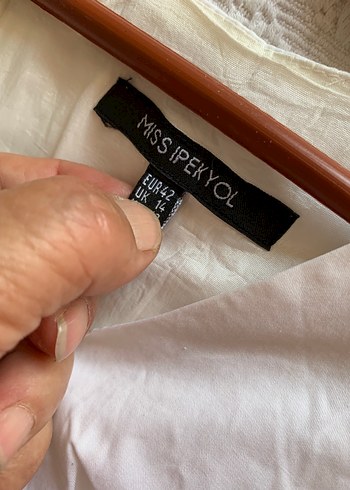 MISS IPEKYOL
EUR 42
UK 14